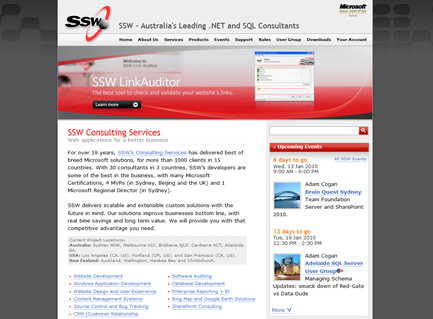 SSW
SSW - Australia's Leading .NET and SQL Consultants
Microsoft
GOLD CERTIFIED
Partner
Home About Us Services Products Events Support Rules User Group Downloads Your Account
Welcome to
SSW Link Auditor
SSW LinkAuditor
The best tool to check and validate your website's links.
Learn more
SSW Consulting Services
Web applications for a better business
For over 19 years, SSW's Consulting Services has delivered best of
breed Microsoft solutions, for more than 1000 clients in 15
countries. With 30 consultants in 3 countries, SSW's developers are
some of the best in the business, with many Microsoft
Certifications, 4 MVPs (in Sydney, Beijing and the UK) and 1
Microsoft Regional Director (in Sydney).
SSW delivers scalable and extensible custom solutions with the
future in mind. Our solutions improve business bottom line, with
real time savings and long term value. We will provide you with that
competitive advantage you need.
Current Project Locations:
Australia: Sydney NSW, Melbourne VIC, Brisbane QLD, Canberra ACT, Adelaide
SA.
USA: Los Angeles (CA, US), Portland (OR, US), and San Francisco (CA, US).
New Zealand: Auckland, Wellington, Hawkes Bay and Christchurch.
Website Development
Windows Application Development
Website Design and User Experience
Content Management Systems
Source Control and Bug Tracking
CRM (Customer Relationship
Software Auditing
Database Development
Enterprise Reporting + BI
Bing Map and Google Earth Solutions
SharePoint Consulting
Upcoming Events
6 days to go
All SSW Events
Wed, 13 Jan 2010
9:00 AM - 6:00 PM
Adam Cogan
Brain Quest Sydney
Team Foundation
Server and SharePoint
2010.
12 days to go
Tue, 19 Jan 2010
12:30 PM - 2:30 PM
Adam Cogan
Adelaide SQL Server
User Group
Managing Schema
Updates: smack down of Red-Gate
vs Data Dude
More